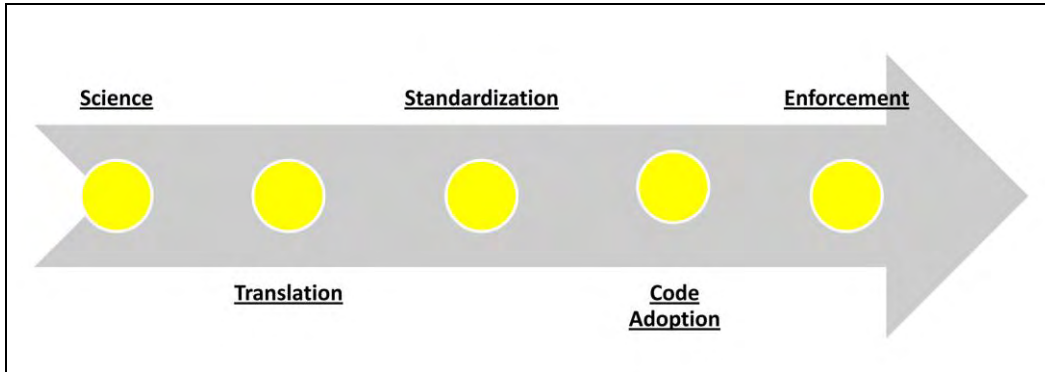 Science
Standardization
Enforcement
Translation
Code
Adoption